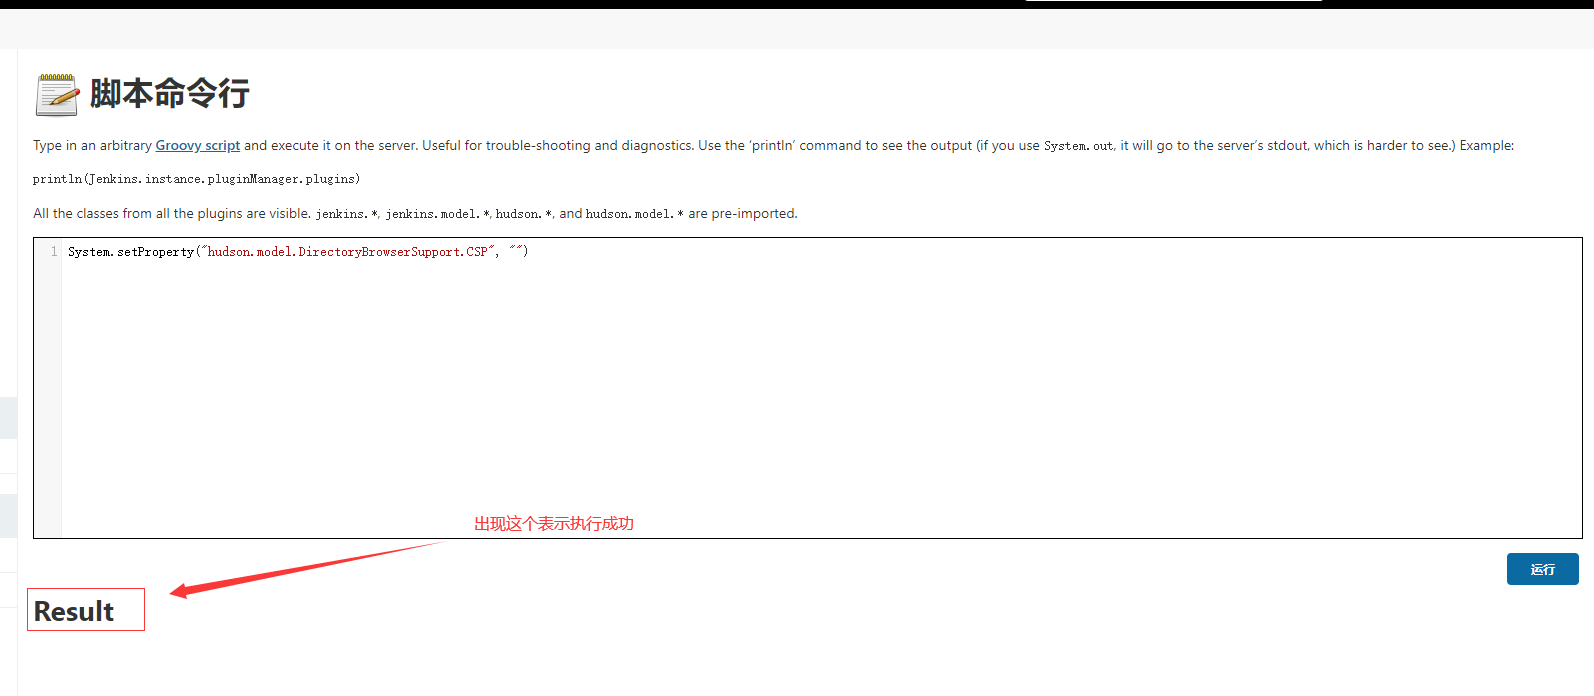 脚本命令行
Type in an arbitrary Groovy script and execute it on the server. Useful for trouble-shooting and diagnostics. Use the ‘println’ command to see the output (if you use System.out, it will go to the server’s stdout, which is harder to see.) Example:
println(Jenkins.instance.pluginManager.plugins)
All the classes from all the plugins are visible. jenkins.*, jenkins.model.*, hudson.*, and hudson.model.* are pre-imported.
1 System.setProperty("hudson.model.DirectoryBrowserSupport.CSP", "")
出现这个表示执行成功
运行
Result